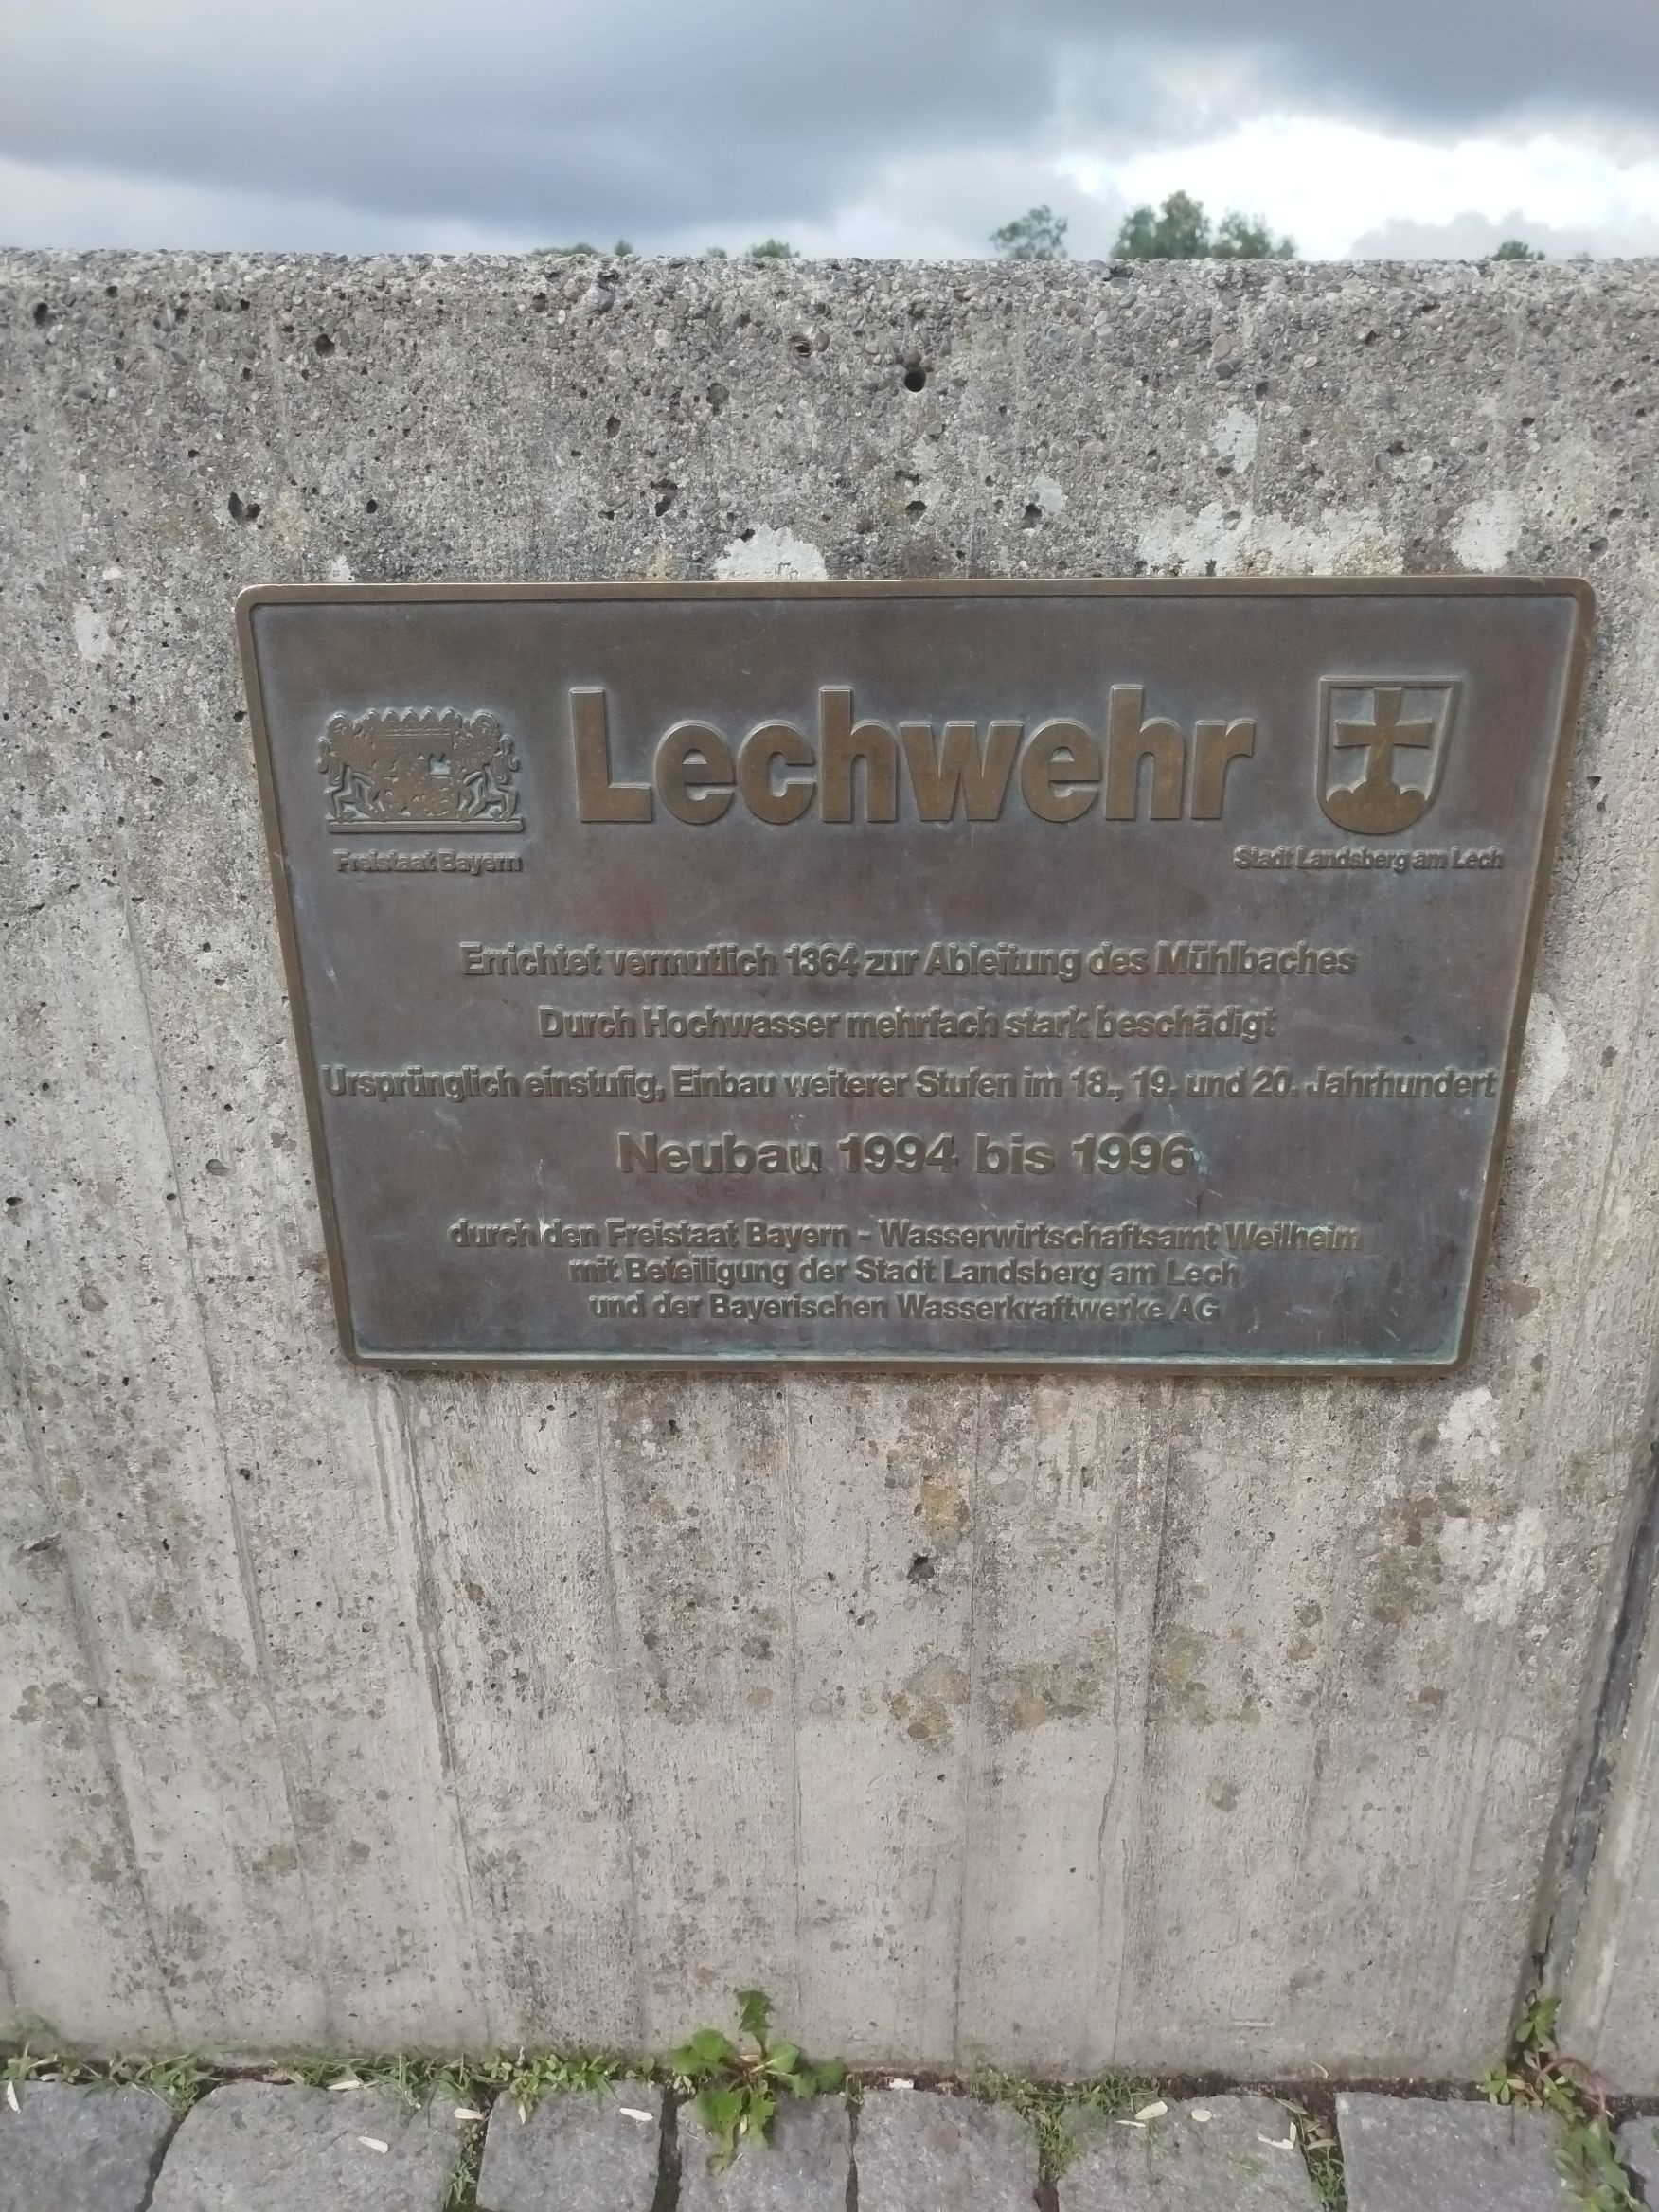 Lechwehr
Freistaat Bayern
Stadt Landsberg am Lech
Errichtet vermutlich 1364 zur Ableitung des Mühlbaches
Durch Hochwasser mehrfach stark beschädigt
Ursprünglich einstufig, Einbau weiterer Stufen im 18., 19. und 20. Jahrhundert
Neubau 1994 bis 1996
durch den Freistaat Bayern - Wasserwirtschaftsamt Weilheim
mit Beteiligung der Stadt Landsberg am Lech
und der Bayerischen Wasserkraftwerke AG